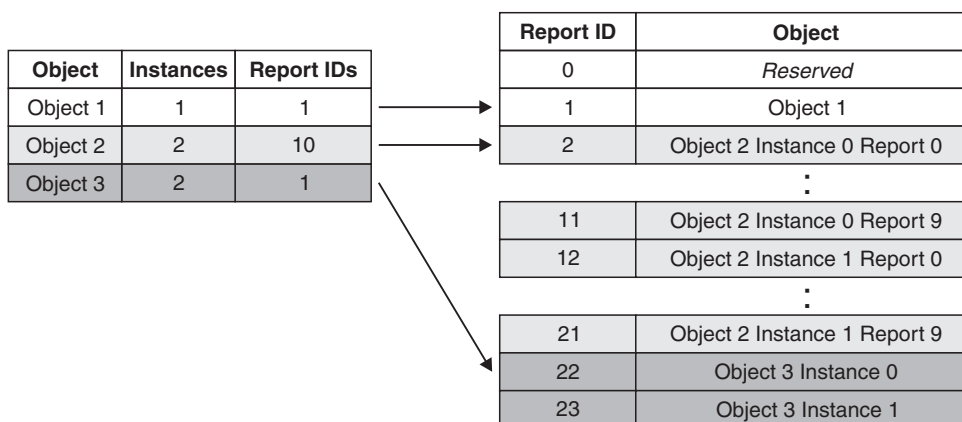 Object Instances Report IDs
Object 1 1 1
Object 2 2 10
Object 3 2 1
Report ID Object
0 Reserved
1 Object 1
2 Object 2 Instance 0 Report 0
:
11 Object 2 Instance 0 Report 9
12 Object 2 Instance 1 Report 0
:
21 Object 2 Instance 1 Report 9
22 Object 3 Instance 0
23 Object 3 Instance 1